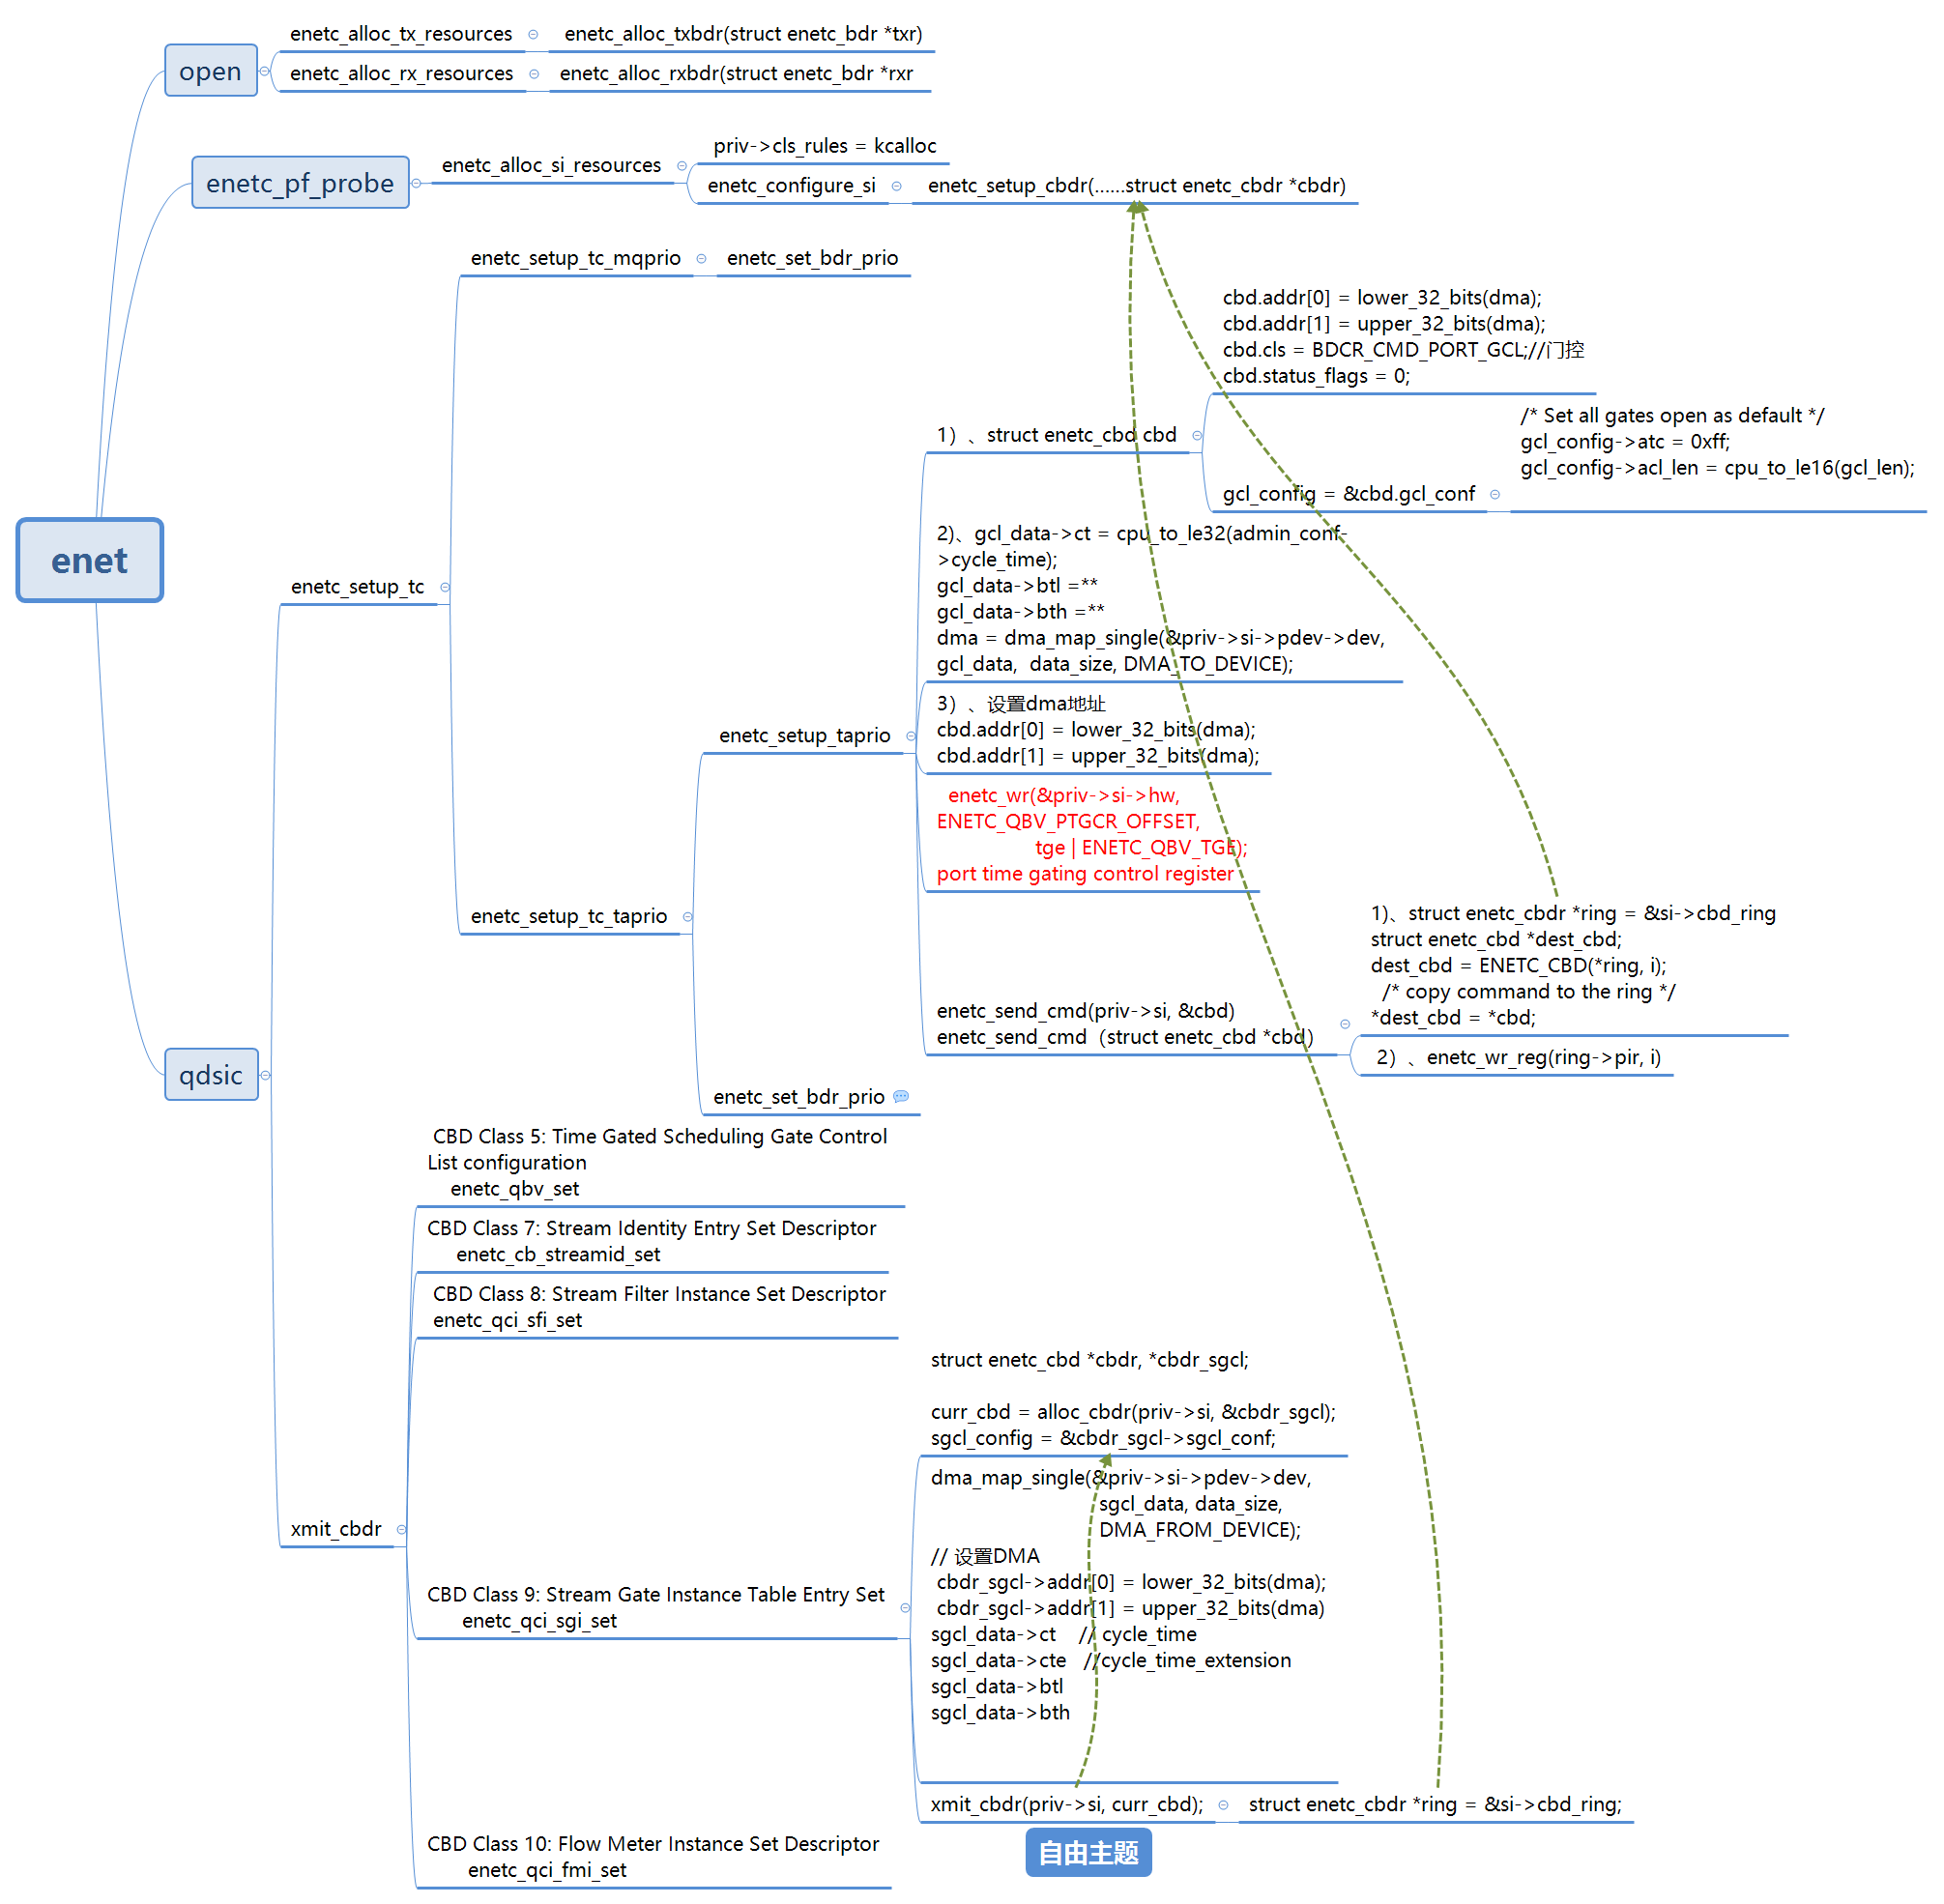 enet
open
enetc_alloc_tx_resources
enetc_alloc_txbdr(struct enetc_bdr *txr)
enetc_alloc_rx_resources
enetc_alloc_rxbdr(struct enetc_bdr *rxr
enetc_pf_probe
enetc_alloc_si_resources
priv->cls_rules = kcalloc
enetc_configure_si
enetc_setup_cbdr(......struct enetc_cbdr *cbdr)
qdsic
enetc_setup_tc
enetc_setup_tc_mqprio
enetc_set_bdr_prio
enetc_setup_tc_taprio
enetc_setup_taprio
1）、struct enetc_cbd cbd
cbd.addr[0] = lower_32_bits(dma);
cbd.addr[1] = upper_32_bits(dma);
cbd.cls = BDCR_CMD_PORT_GCL;//门控
cbd.status_flags = 0;
gcl_config = &cbd.gcl_conf
/* Set all gates open as default */
gcl_config->atc = 0xff;
gcl_config->acl_len = cpu_to_le16(gcl_len);
2)、gcl_data->ct = cpu_to_le32(admin_conf-
>cycle_time);
gcl_data->btl =**
gcl_data->bth =**
dma = dma_map_single(&priv->si->pdev->dev,
gcl_data,  data_size, DMA_TO_DEVICE);
3）、设置dma地址
cbd.addr[0] = lower_32_bits(dma);
cbd.addr[1] = upper_32_bits(dma);
enetc_wr(&priv->si->hw,
ENETC_QBV_PTGCR_OFFSET,
tge | ENETC_QBV_TGE);
port time gating control register
enetc_send_cmd(priv->si, &cbd)
enetc_send_cmd（struct enetc_cbd *cbd）
1)、struct enetc_cbdr *ring = &si->cbd_ring
struct enetc_cbd *dest_cbd;
dest_cbd = ENETC_CBD(*ring, i);
/* copy command to the ring */
*dest_cbd = *cbd;
2）、enetc_wr_reg(ring->pir, i)
enetc_set_bdr_prio
xmit_cbdr
CBD Class 5: Time Gated Scheduling Gate Control
List configuration
enetc_qbv_set
CBD Class 7: Stream Identity Entry Set Descriptor
enetc_cb_streamid_set
CBD Class 8: Stream Filter Instance Set Descriptor
enetc_qci_sfi_set
CBD Class 9: Stream Gate Instance Table Entry Set
enetc_qci_sgi_set
struct enetc_cbd *cbdr, *cbdr_sgcl;
curr_cbd = alloc_cbdr(priv->si, &cbdr_sgcl);
sgcl_config = &cbdr_sgcl->sgcl_conf;
dma_map_single(&priv->si->pdev->dev,
sgcl_data, data_size,
DMA_FROM_DEVICE);
// 设置DMA
cbdr_sgcl->addr[0] = lower_32_bits(dma);
cbdr_sgcl->addr[1] = upper_32_bits(dma)
sgcl_data->ct    // cycle_time
sgcl_data->cte   //cycle_time_extension
sgcl_data->btl
sgcl_data->bth
xmit_cbdr(priv->si, curr_cbd);
struct enetc_cbdr *ring = &si->cbd_ring;
CBD Class 10: Flow Meter Instance Set Descriptor
enetc_qci_fmi_set
自由主题